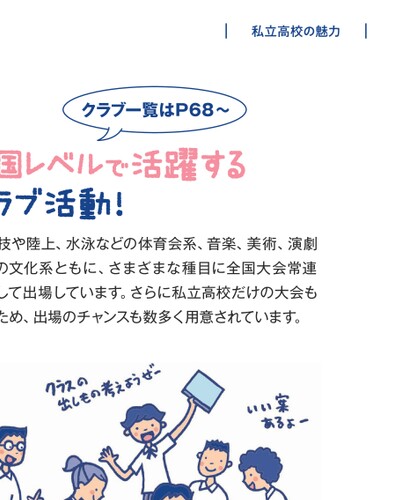 私立高校の魅力
クラブ一覧はP68～
国レベルで活躍する
ラブ活動!
技や陸上、水泳などの体育会系、音楽、美術、演劇
の文化系ともに、さまざまな種目に全国大会常連
して出場しています。さらに私立高校だけの大会も
ため、出場のチャンスも数多く用意されています。
クラスの
出しもの考えようぜー
いい案
あるよー